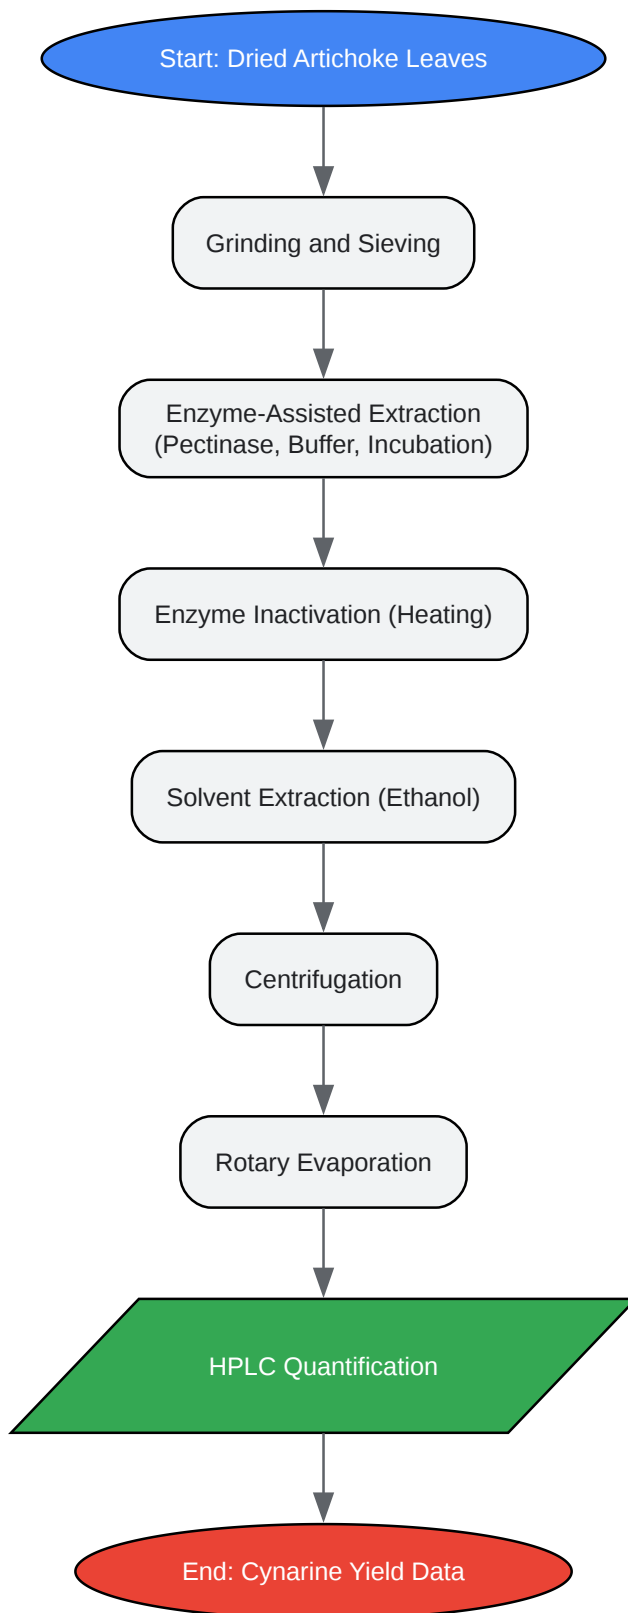 Start: Dried Artichoke Leaves
Grinding and Sieving
Enzyme-Assisted Extraction
(Pectinase, Buffer, Incubation)
Enzyme Inactivation (Heating)
Solvent Extraction (Ethanol)
Centrifugation
Rotary Evaporation
HPLC Quantification
End: Cynarine Yield Data